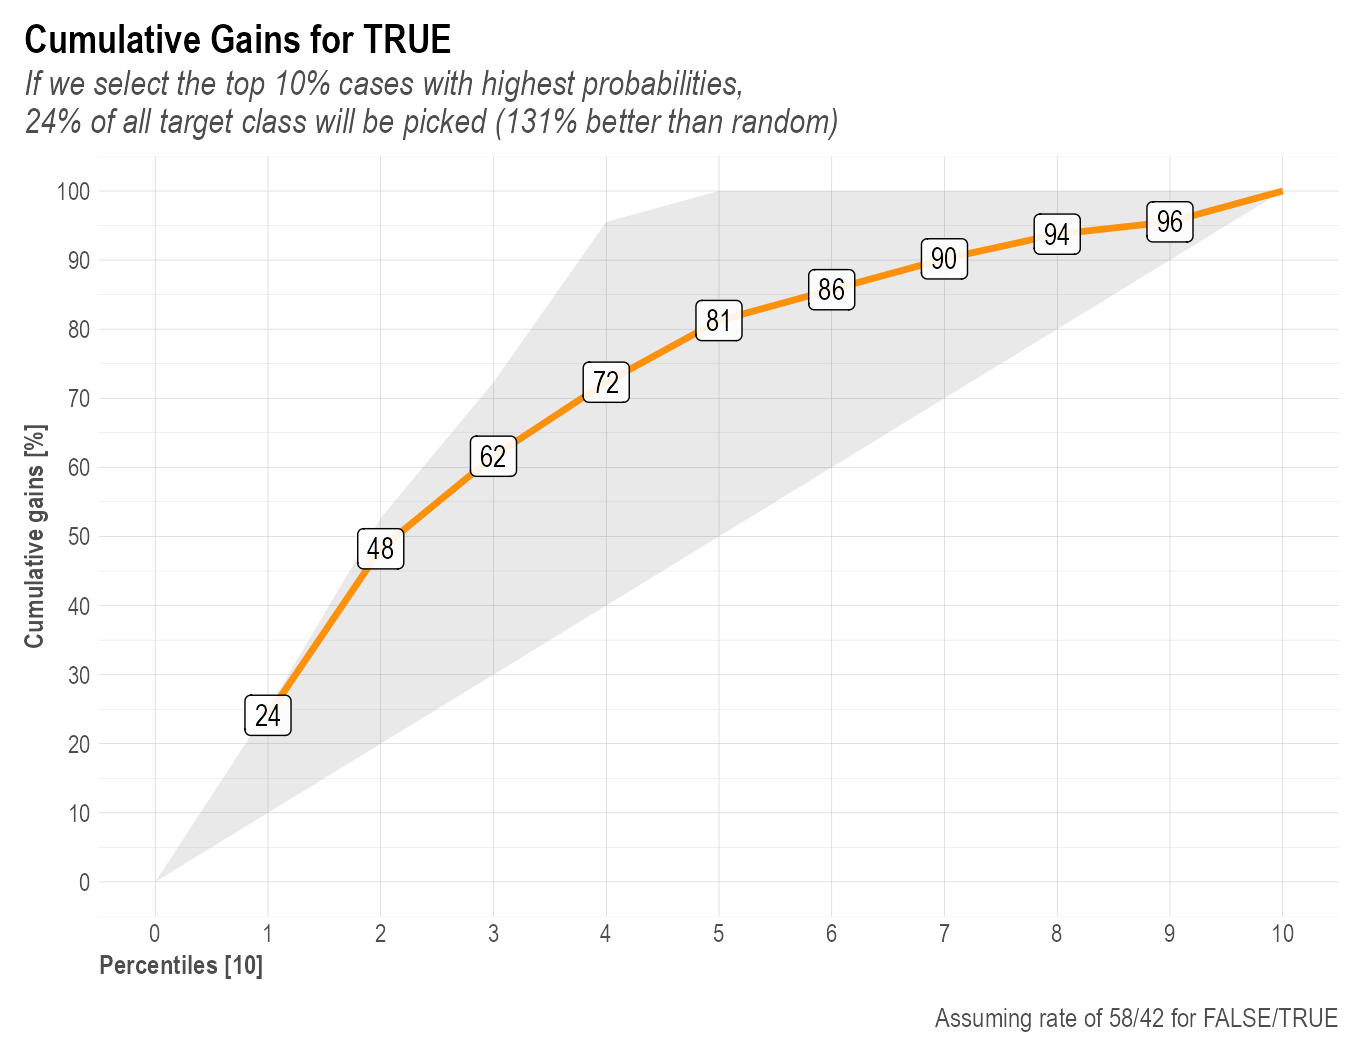 Cumulative Gains for TRUE
If we select the top 10% cases with highest probabilities,
24% of all target class will be picked (131% better than random)
Cumulative gains [%]
100
90
80
70
60
50
40
30
20
10
0
24
48
62
72
81
86
90
94
96
0 1 2 3 4 5 6 7 8 9 10
Percentiles [10]
Assuming rate of 58/42 for FALSE/TRUE